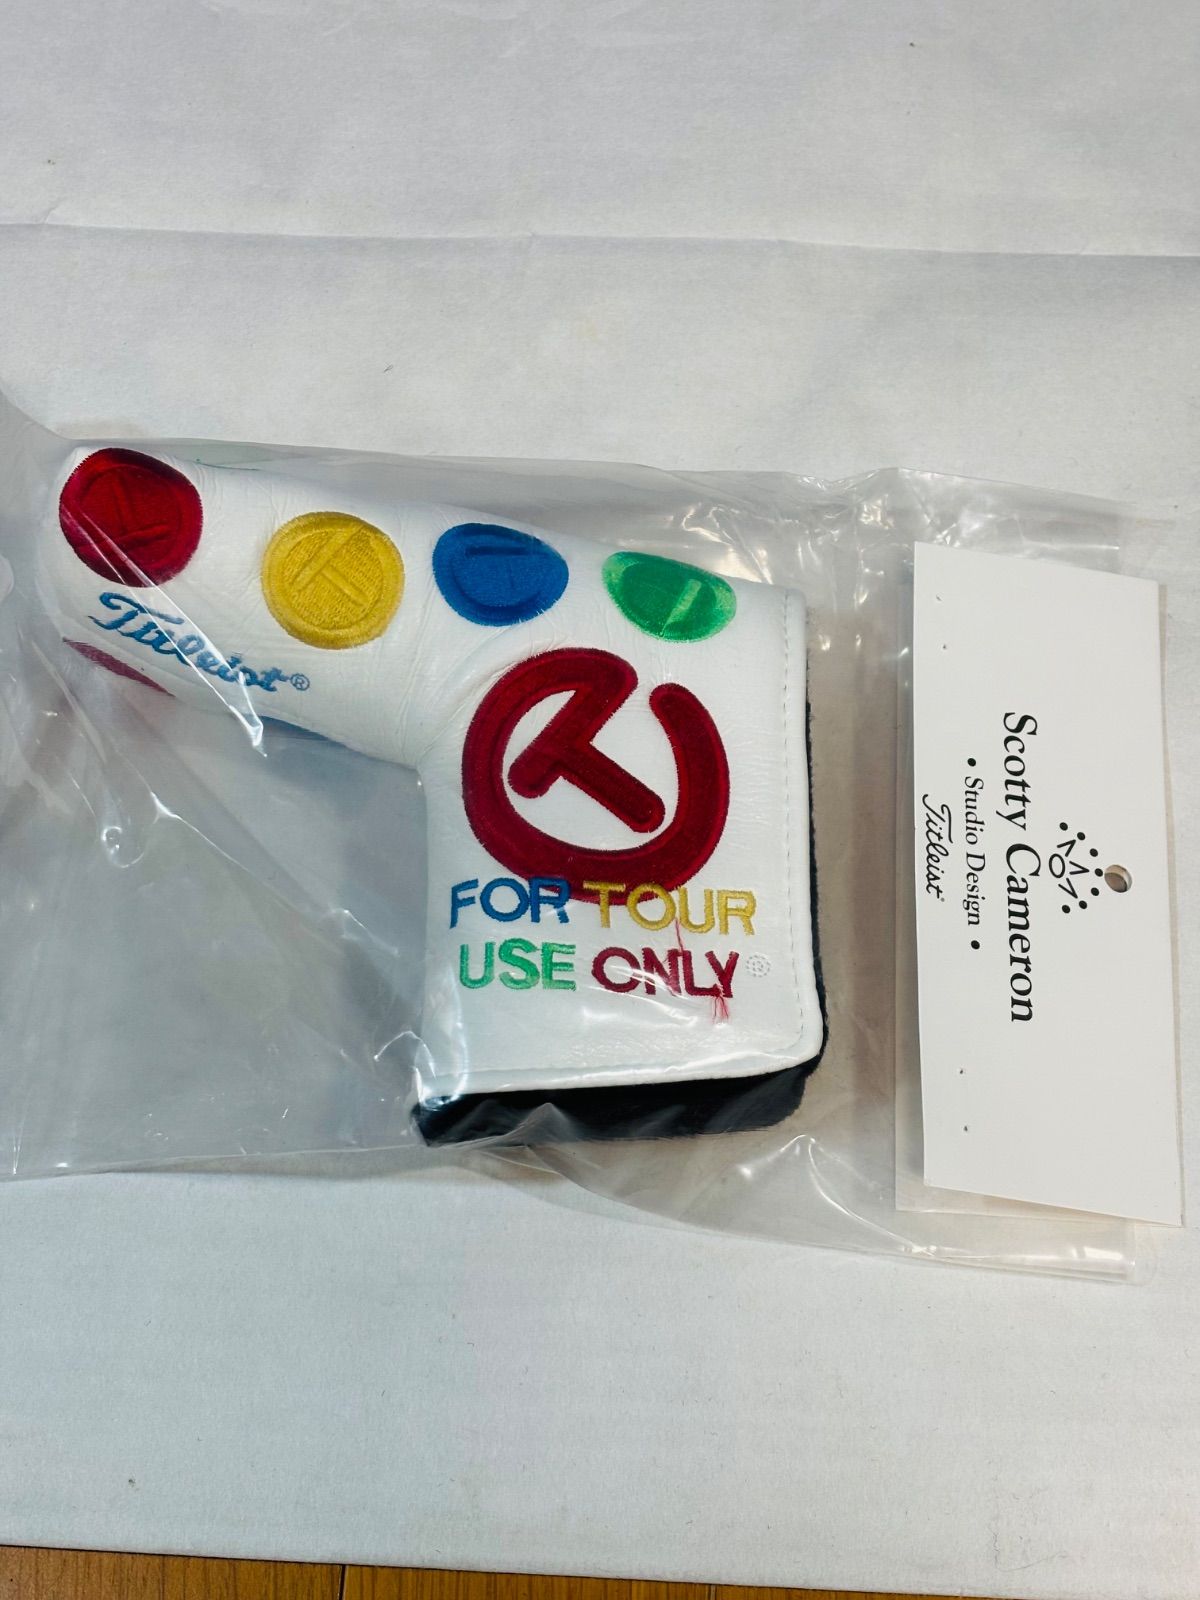 Titleist®
FOR TOUR
USE ONLY®
Scotty Cameron
• Studio Design •
Titleist®